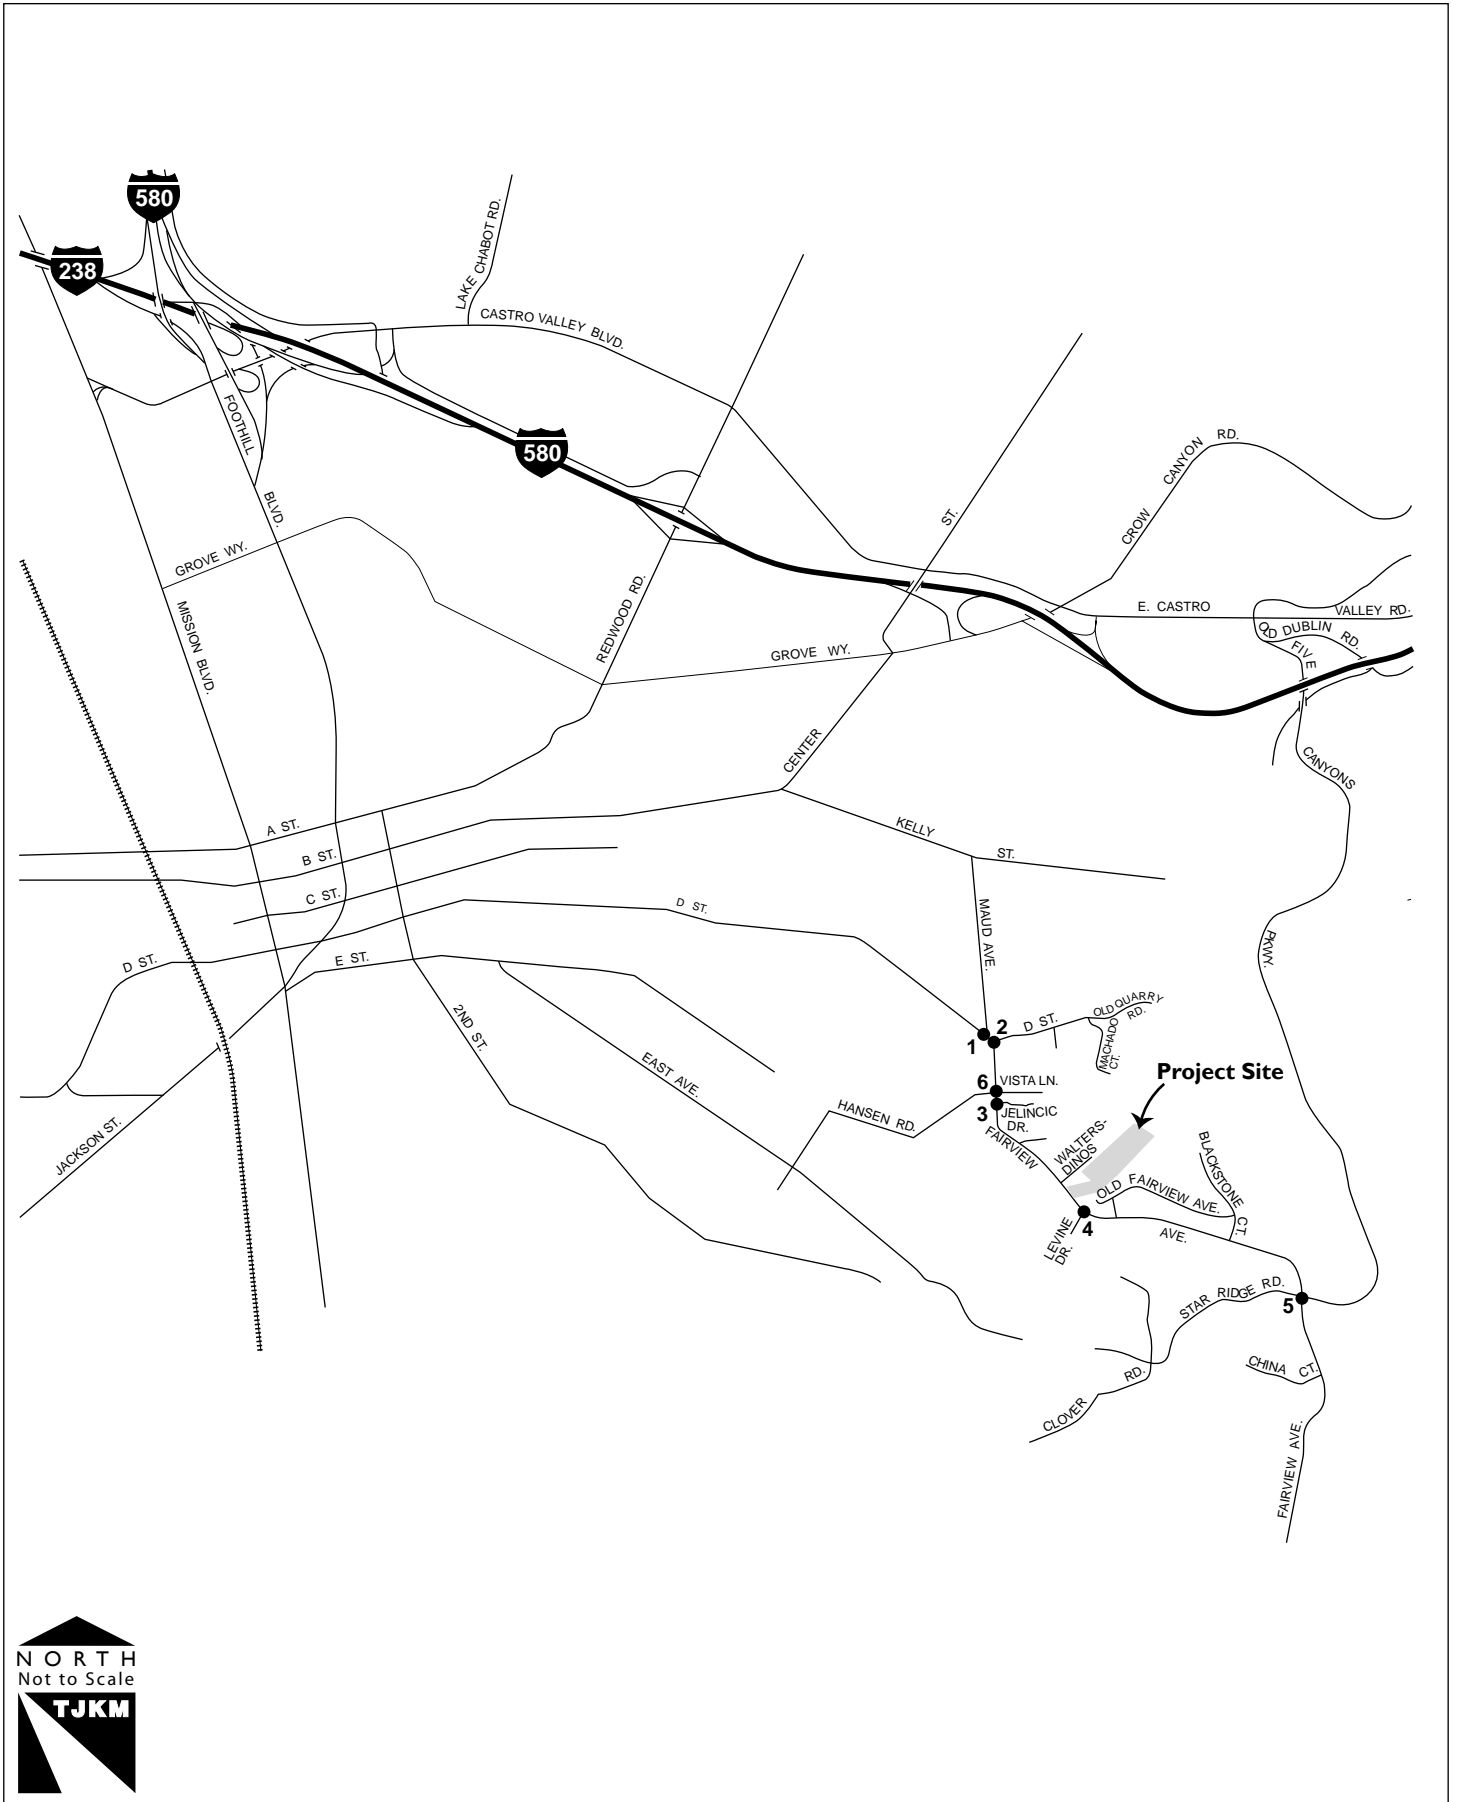 580
238
LAKE CHABOT RD.
CASTRO VALLEY BLVD.
FOOTHILL
BLVD.
580
CANYON RD.
CROW
ST.
GROVE WY.
MISSION BLVD.
REDWOOD RD.
GROVE WY.
E. CASTRO
VALLEY RD.
OLD DUBLIN RD.
FIVE
CANYONS
PKWY.
CENTER
KELLY
ST.
A ST.
B ST.
C ST.
D ST.
D ST.
E ST.
MAUD AVE.
2ND ST.
EAST AVE.
JACKSON ST.
2
1
D ST.
OLD QUARRY
RD.
MACHADO
CT.
Project Site
6
VISTA LN.
3
JELINCIC
DR.
HANSEN RD.
FAIRVIEW
WALTERS-
DINOS
BLACKSTONE
CT.
OLD FAIRVIEW AVE.
4
AVE.
LEVINE
DR.
STAR RIDGE RD.
5
CHINA CT.
CLOVER
RD.
FAIRVIEW AVE.
NORTH
Not to Scale
TJKM